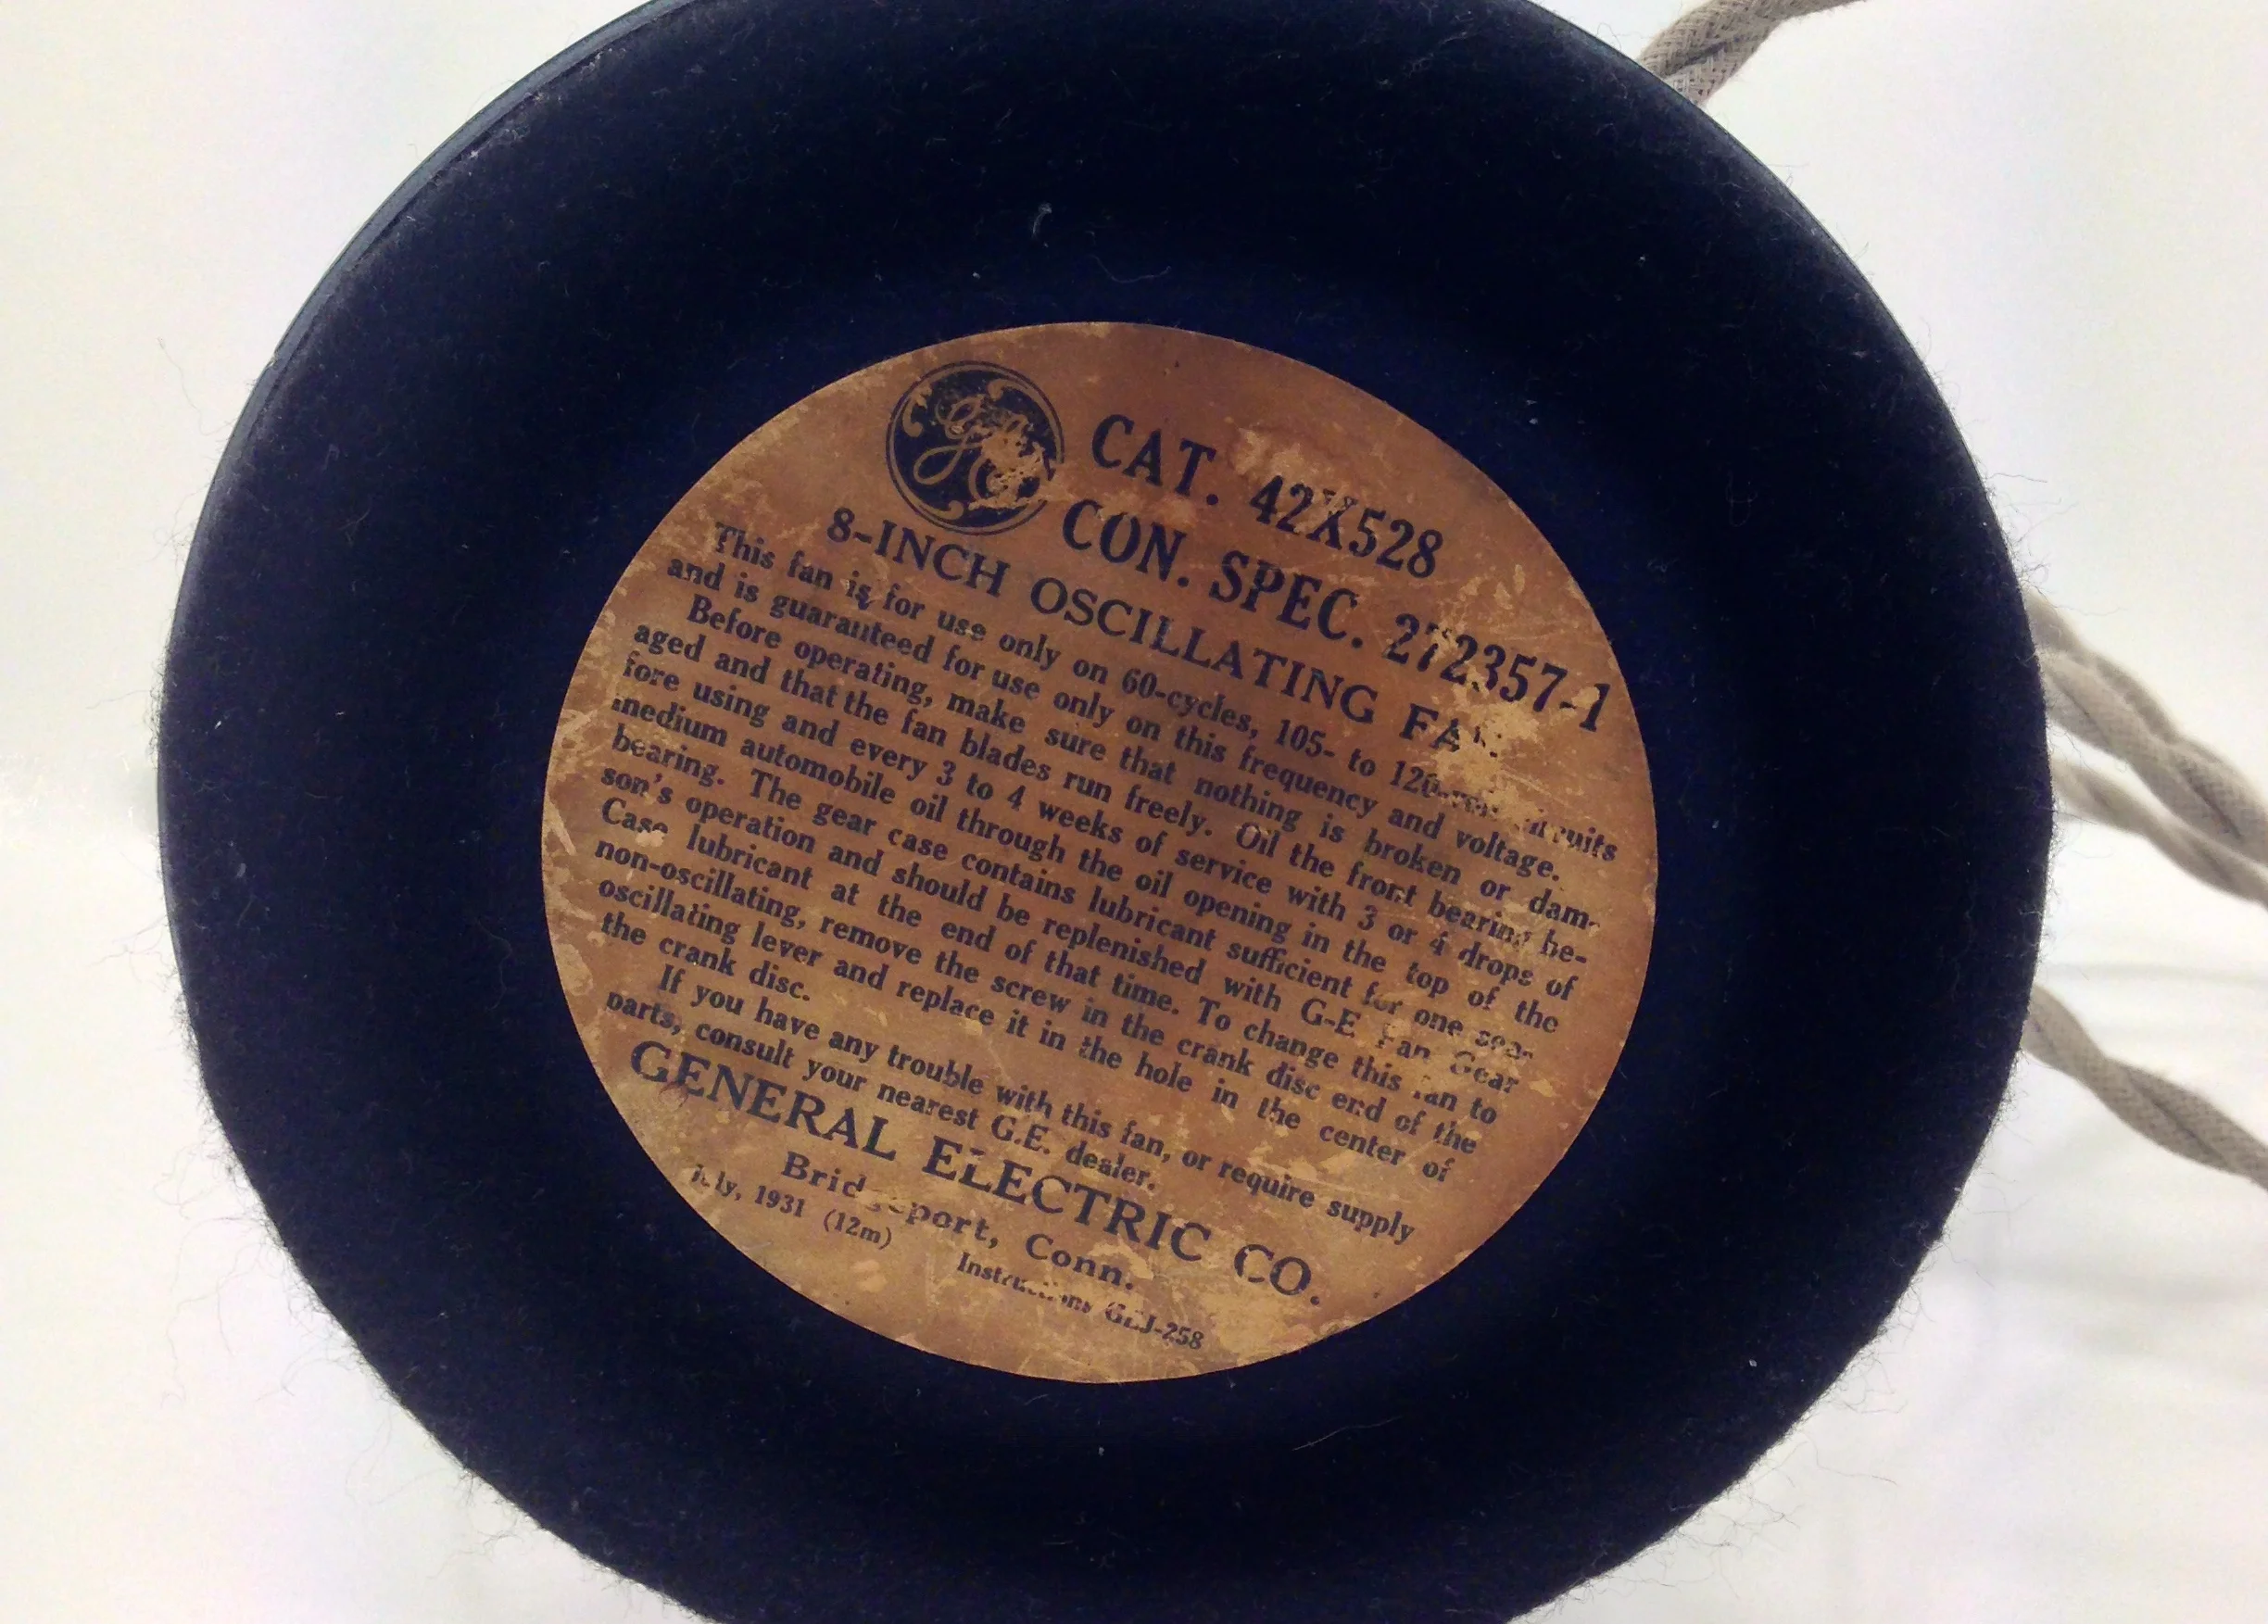 GE
CAT. 42X528
CON. SPEC. 272357-1
8-INCH OSCILLATING
This fan is for use only on 60-cycles, 105- to 120-
and is guaranteed for use only on this frequency and voltage.
Before operating, make sure that nothing is broken or dam-
aged and that the fan blades run freely. Oil the front bearing be-
fore using and every 3 to 4 weeks of service with 3 or 4 drops of
medium automobile oil through the oil opening in the top of the
bearing. The gear case contains lubricant sufficient for one sea-
son's operation and should be replenished with G-E Fan Gear
Case lubricant at the end of that time. To change this fan to
non-oscillating, remove the screw in the crank disc end of the
oscillating lever and replace it in the hole in the center of
the crank disc.
If you have any trouble with this fan, or require supply
parts, consult your nearest G.E. dealer.
GENERAL ELECTRIC CO.
Bridgeport, Conn.
July, 1931 (12m)
Instructions GEJ-258